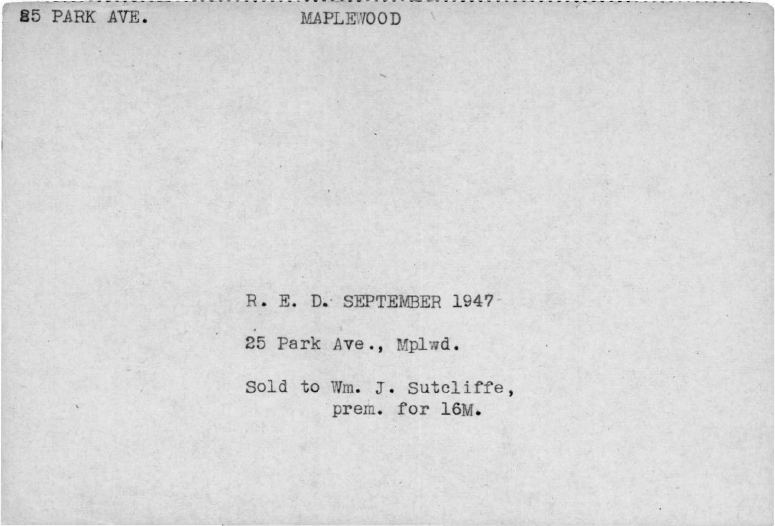 25 PARK AVE. MAPLEWOOD
R. E. D. SEPTEMBER 1947
25 Park Ave., Mplwd.
Sold to Wm. J. Sutcliffe,
prem. for 16M.